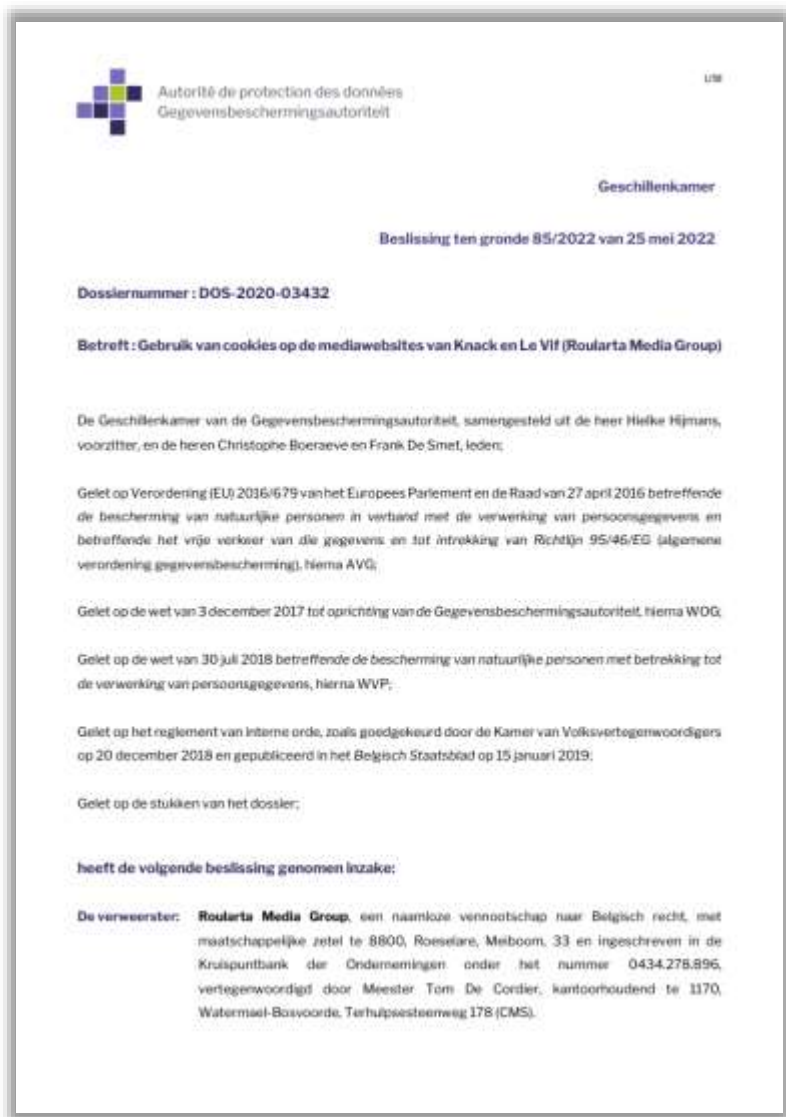 Autorité de protection des données
Gegevensbeschermingsautoriteit
Geschillenkamer
Beslissing ten gronde 85/2022 van 25 mei 2022
Dossiernummer : DOS-2020-03432
Betreft : Gebruik van cookies op de mediawebsites van Knack en Le Vif (Roularta Media Group)
De Geschillenkamer van de Gegevensbeschermingsautoriteit, samengesteld uit de heer Hielke Hijmans,
voorzitter, en de heren Christophe Boeraeve en Frank De Smet, leden;
Gelet op Verordening (EU) 2016/679 van het Europees Parlement en de Raad van 27 april 2016 betreffende
de bescherming van natuurlijke personen in verband met de verwerking van persoonsgegevens en
betreffende het vrije verkeer van die gegevens en tot intrekking van Richtlijn 95/46/EG (algemene
verordening gegevensbescherming), hierna AVG;
Gelet op de wet van 3 december 2017 tot oprichting van de Gegevensbeschermingsautoriteit, hierna WOG;
Gelet op de wet van 30 juli 2018 betreffende de bescherming van natuurlijke personen met betrekking tot
de verwerking van persoonsgegevens, hierna WVP;
Gelet op het reglement van interne orde, zoals goedgekeurd door de Kamer van Volksvertegenwoordigers
op 20 december 2018 en gepubliceerd in het Belgisch Staatsblad op 15 januari 2019;
Gelet op de stukken van het dossier;
heeft de volgende beslissing genomen inzake:
De verweerster: Roularta Media Group, een naamloze vennootschap naar Belgisch recht, met
maatschappelijke zetel te 8800, Roeselare, Meiboom, 33 en ingeschreven in de
Kruispuntbank der Ondernemingen onder het nummer 0434.278.896,
vertegenwoordigd door Meester Tom De Cordier, kantoorhoudend te 1170,
Watermael-Bosvoorde, Terhulpsesteenweg 178 (CMS).